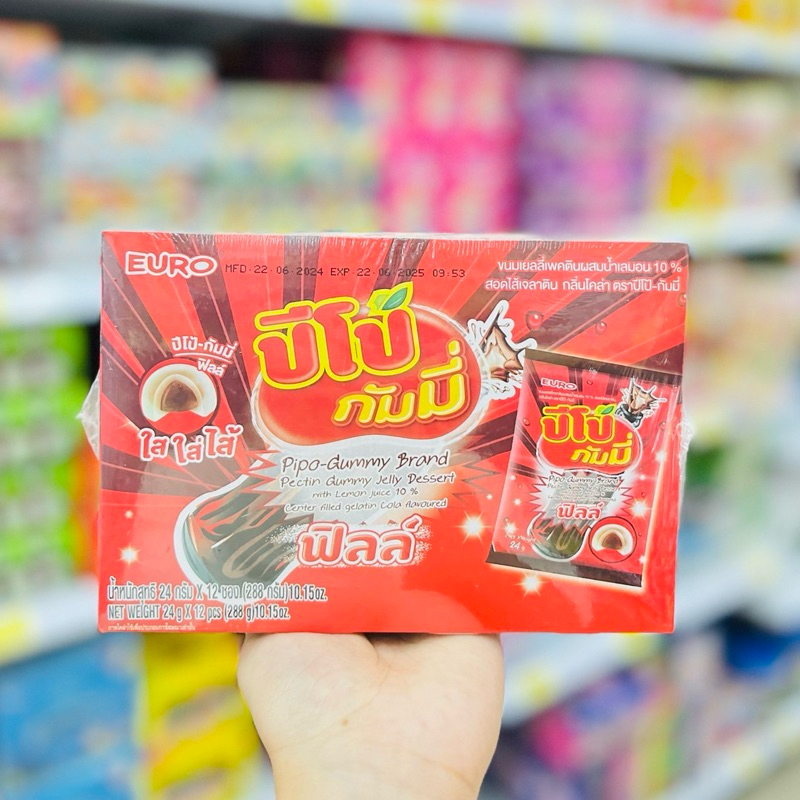 EURO
MFD 22 06 2024 EXP 22 06 2025 09 53
ขนมเยลลี่เพคตินผสมน้ำเลมอน 10 %
สอดไส้เจลาติน กลิ่นโคล่า ตราปีโป้-กัมมี่
ปีโป้-กัมมี่
ฟิลล์
ใส ใส่ ไส้
ปีโป้
กัมมี่
Pipo-Gummy Brand
Pectin Gummy Jelly Dessert
with Lemon juice 10 %
Center filled gelatin Cola flavoured
ฟิลล์
น้ำหนักสุทธิ 24 กรัม X 12 ซอง (288 กรัม)10.15oz.
NET WEIGHT 24 g X 12 pcs (288 g)10.15oz.
EURO
ปีโป้
กัมมี่
Pipo-Gummy Brand
ฟิลล์